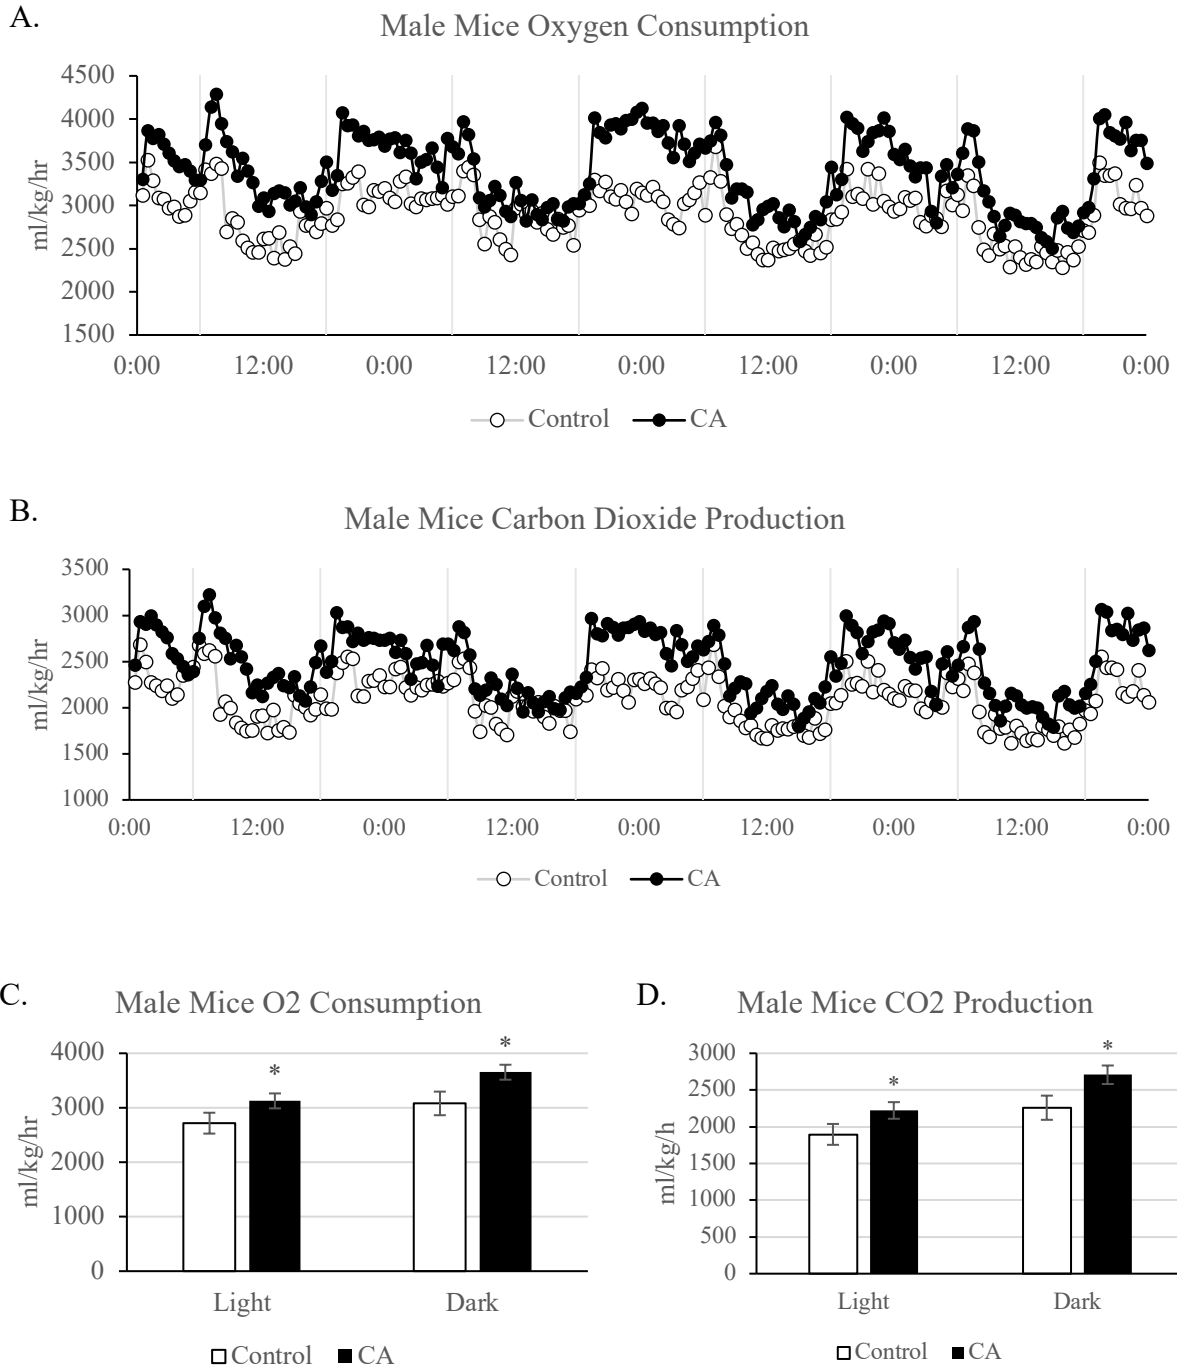 A.
Male Mice Oxygen Consumption
4500
4000
3500
3000
2500
2000
1500
ml/kg/hr
0:00 12:00 0:00 12:00 0:00 12:00 0:00 12:00 0:00
Control CA
B.
Male Mice Carbon Dioxide Production
3500
3000
2500
2000
1500
1000
ml/kg/hr
0:00 12:00 0:00 12:00 0:00 12:00 0:00 12:00 0:00
Control CA
C.
Male Mice O2 Consumption
4000
3000
2000
1000
0
ml/kg/hr
* *
Light Dark
Control CA
D.
Male Mice CO2 Production
3000
2500
2000
1500
1000
500
0
ml/kg/h
* *
Light Dark
Control CA